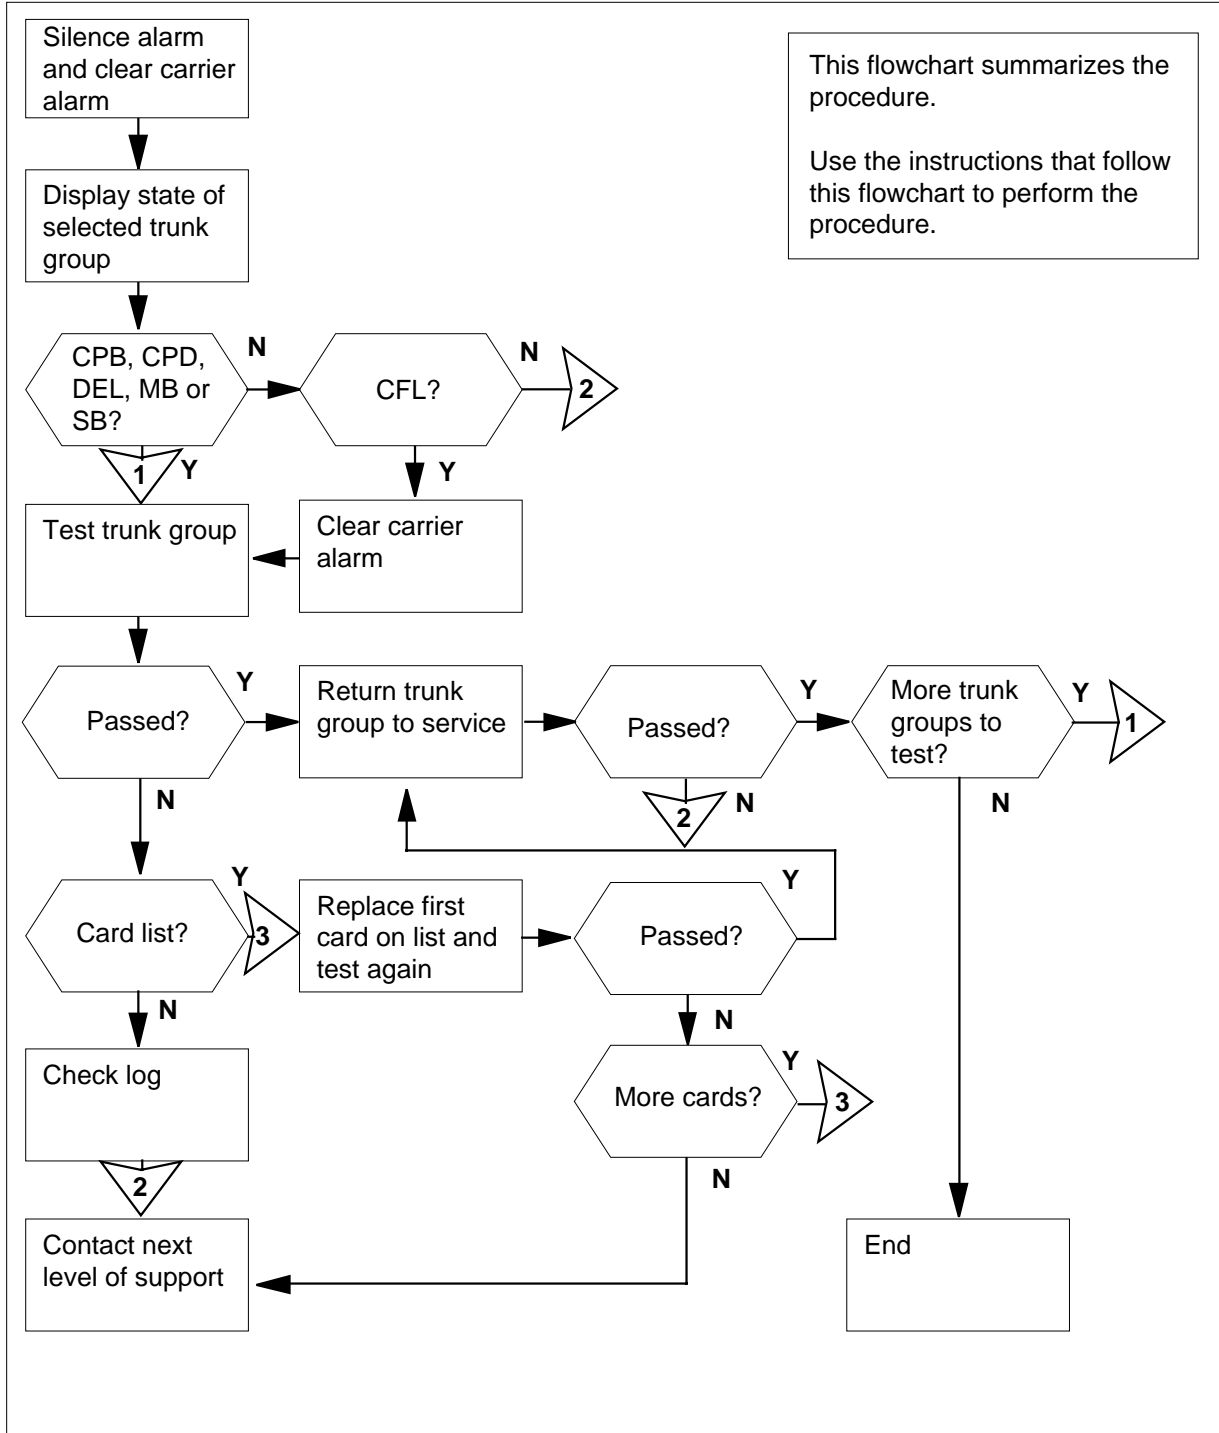 Silence alarm
and clear carrier
alarm
This flowchart summarizes the
procedure.
Use the instructions that follow
this flowchart to perform the
procedure.
Display state of
selected trunk
group
CPB, CPD,
DEL, MB or
SB?
N
CFL?
N
2
1
Y
Y
Test trunk group
Clear carrier
alarm
Passed?
Y
Return trunk
group to service
Passed?
Y
More trunk
groups to
test?
Y
1
N
2
N
N
Card list?
Y
3
Replace first
card on list and
test again
Passed?
Y
N
N
Check log
More cards?
Y
3
2
N
Contact next
level of support
End